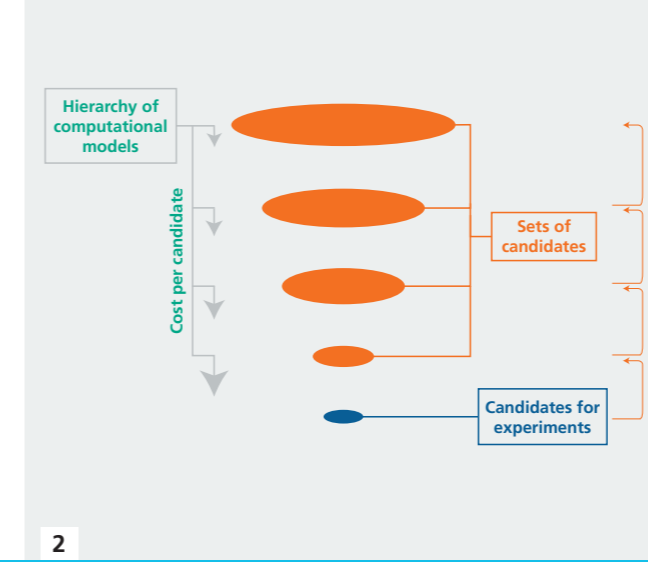 Hierarchy of
computational
models
Cost per candidate
Sets of
candidates
Candidates for
experiments
2